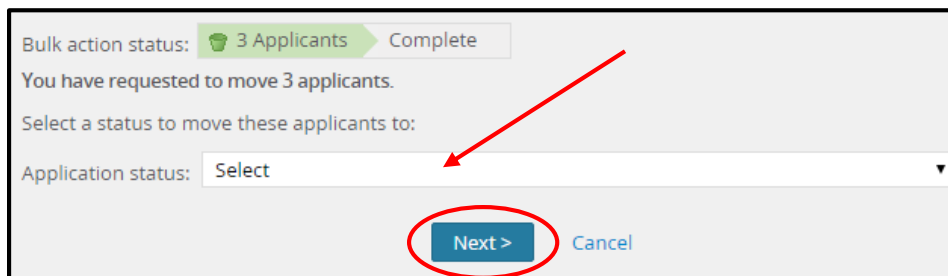 Bulk action status: 3 Applicants Complete
You have requested to move 3 applicants.
Select a status to move these applicants to:
Application status: Select
Next > Cancel